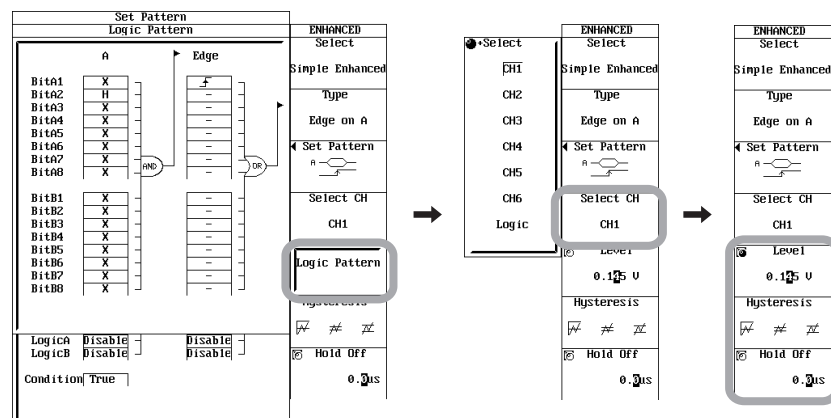 Set Pattern
Logic Pattern
A Edge
BitA1 X
BitA2 H -
BitA3 X -
BitA4 X -
BitA5 X -
BitA6 X -
BitA7 X -
BitA8 X -
AND
OR
BitB1 X -
BitB2 X -
BitB3 X -
BitB4 X -
BitB5 X -
BitB6 X -
BitB7 X -
BitB8 X -
LogicA Disable Disable
LogicB Disable Disable
Condition True
ENHANCED
Select
Simple Enhanced
Type
Edge on A
Set Pattern
A
Select CH
CH1
Logic Pattern
Hysteresis
Hold Off
0.0us
+Select
CH1
CH2
CH3
CH4
CH5
CH6
Logic
ENHANCED
Select
Simple Enhanced
Type
Edge on A
Set Pattern
A
Select CH
CH1
Level
0.145 V
Hysteresis
Hold Off
0.0us
ENHANCED
Select
Simple Enhanced
Type
Edge on A
Set Pattern
A
Select CH
CH1
Level
0.145 V
Hysteresis
Hold Off
0.0us